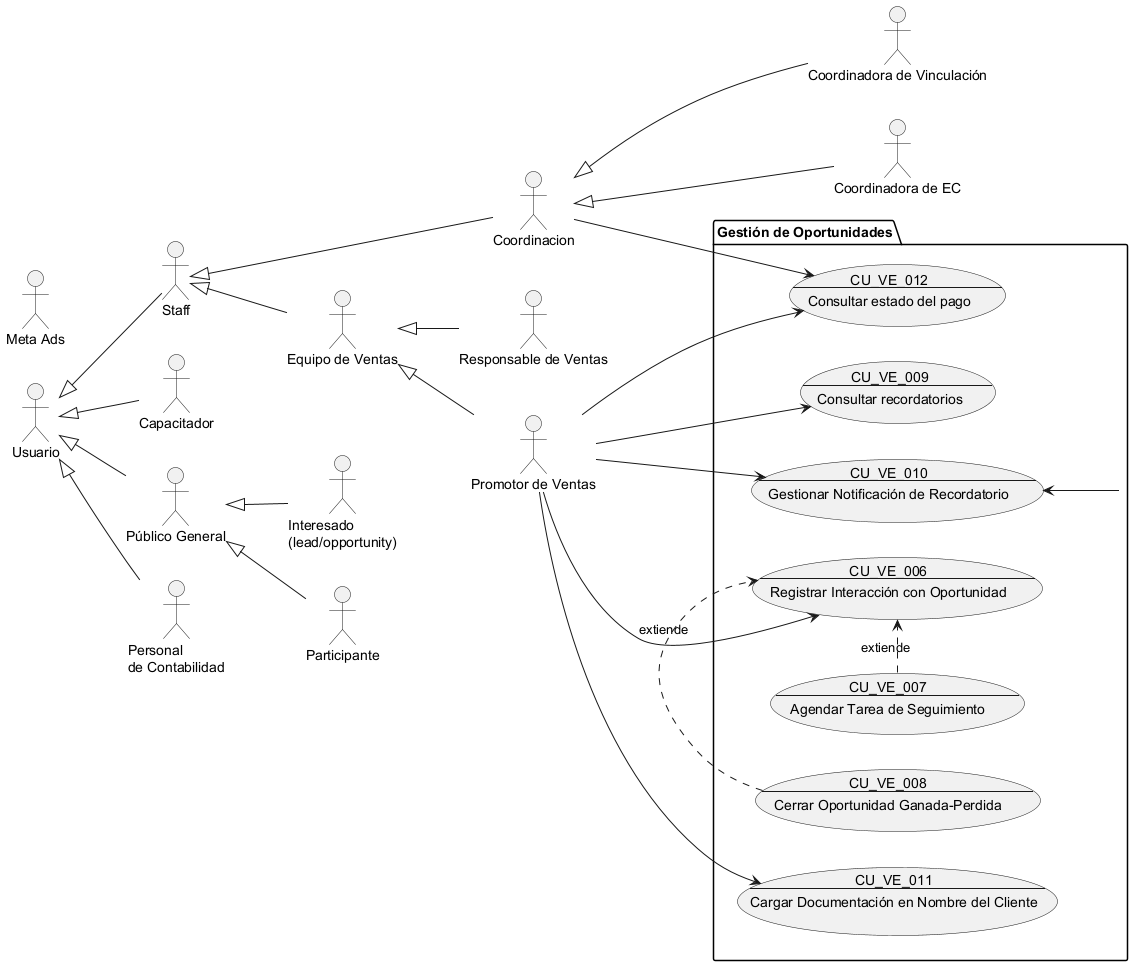 Coordinadora de Vinculación
Coordinadora de EC
Coordinacion
Gestión de Oportunidades
Staff
Meta Ads
CU_VE_012
Consultar estado del pago
Equipo de Ventas
Responsable de Ventas
CU_VE_009
Consultar recordatorios
Capacitador
Usuario
Promotor de Ventas
CU_VE_010
Gestionar Notificación de Recordatorio
Público General
Interesado
(lead/opportunity)
CU_VE_006
Registrar Interacción con Oportunidad
extiende
extiende
Personal
de Contabilidad
Participante
CU_VE_007
Agendar Tarea de Seguimiento
CU_VE_008
Cerrar Oportunidad Ganada-Perdida
CU_VE_011
Cargar Documentación en Nombre del Cliente